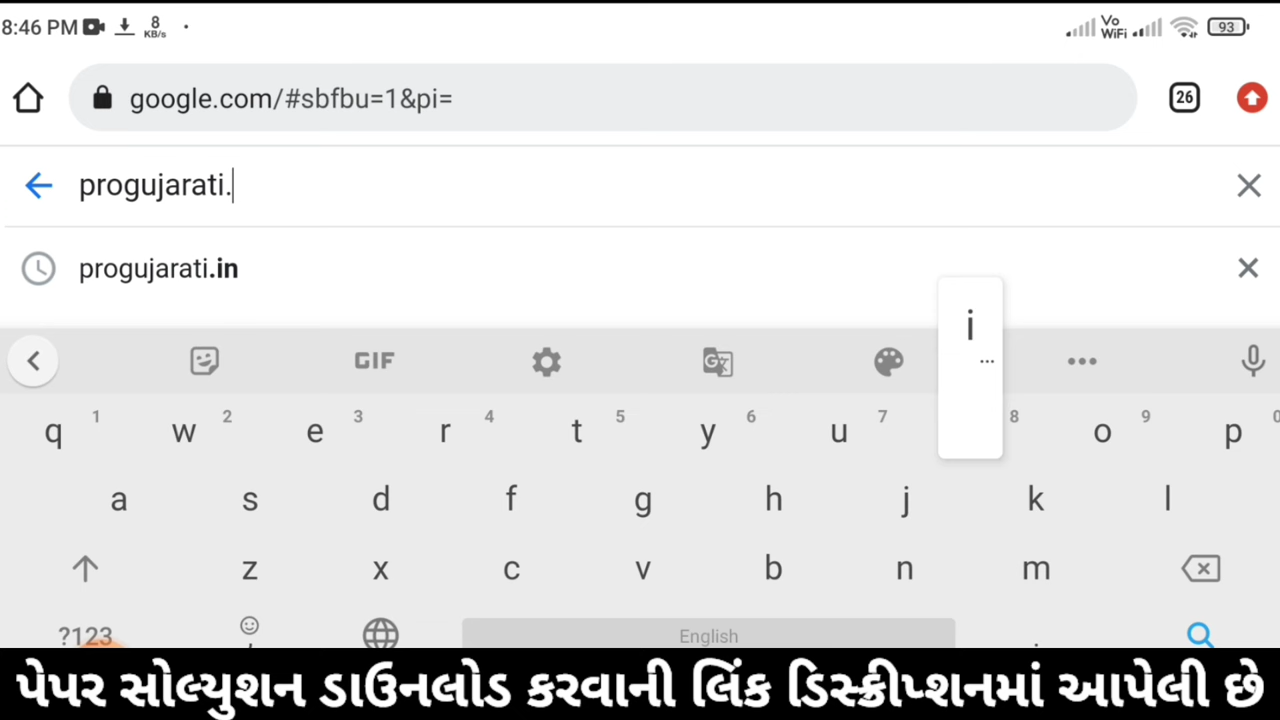 8:46 PM 8 KB/s Vo WiFi 93
google.com/#sbfbu=1&pi= 26
progujarati.
progujarati.in
i
...
GIF
q 1 w 2 e 3 r 4 t 5 y 6 u 7 8 o 9 p 0
a s d f g h j k l
z x c v b n m
?123 English
પેપર સોલ્યુશન ડાઉનલોડ કરવાની લિંક ડિસ્ક્રીપ્શનમાં આપેલી છે